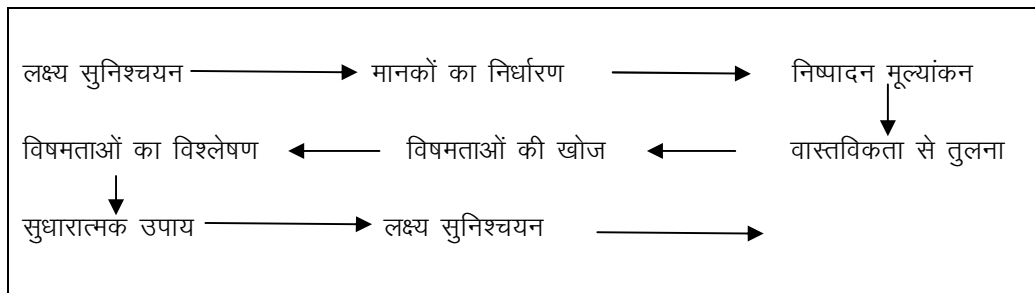 लक्ष्य सुनिश्चयन मानकों का निर्धारण निष्पादन मूल्यांकन
विषमताओं का विश्लेषण विषमताओं की खोज वास्तविकता से तुलना
सुधारात्मक उपाय लक्ष्य सुनिश्चयन